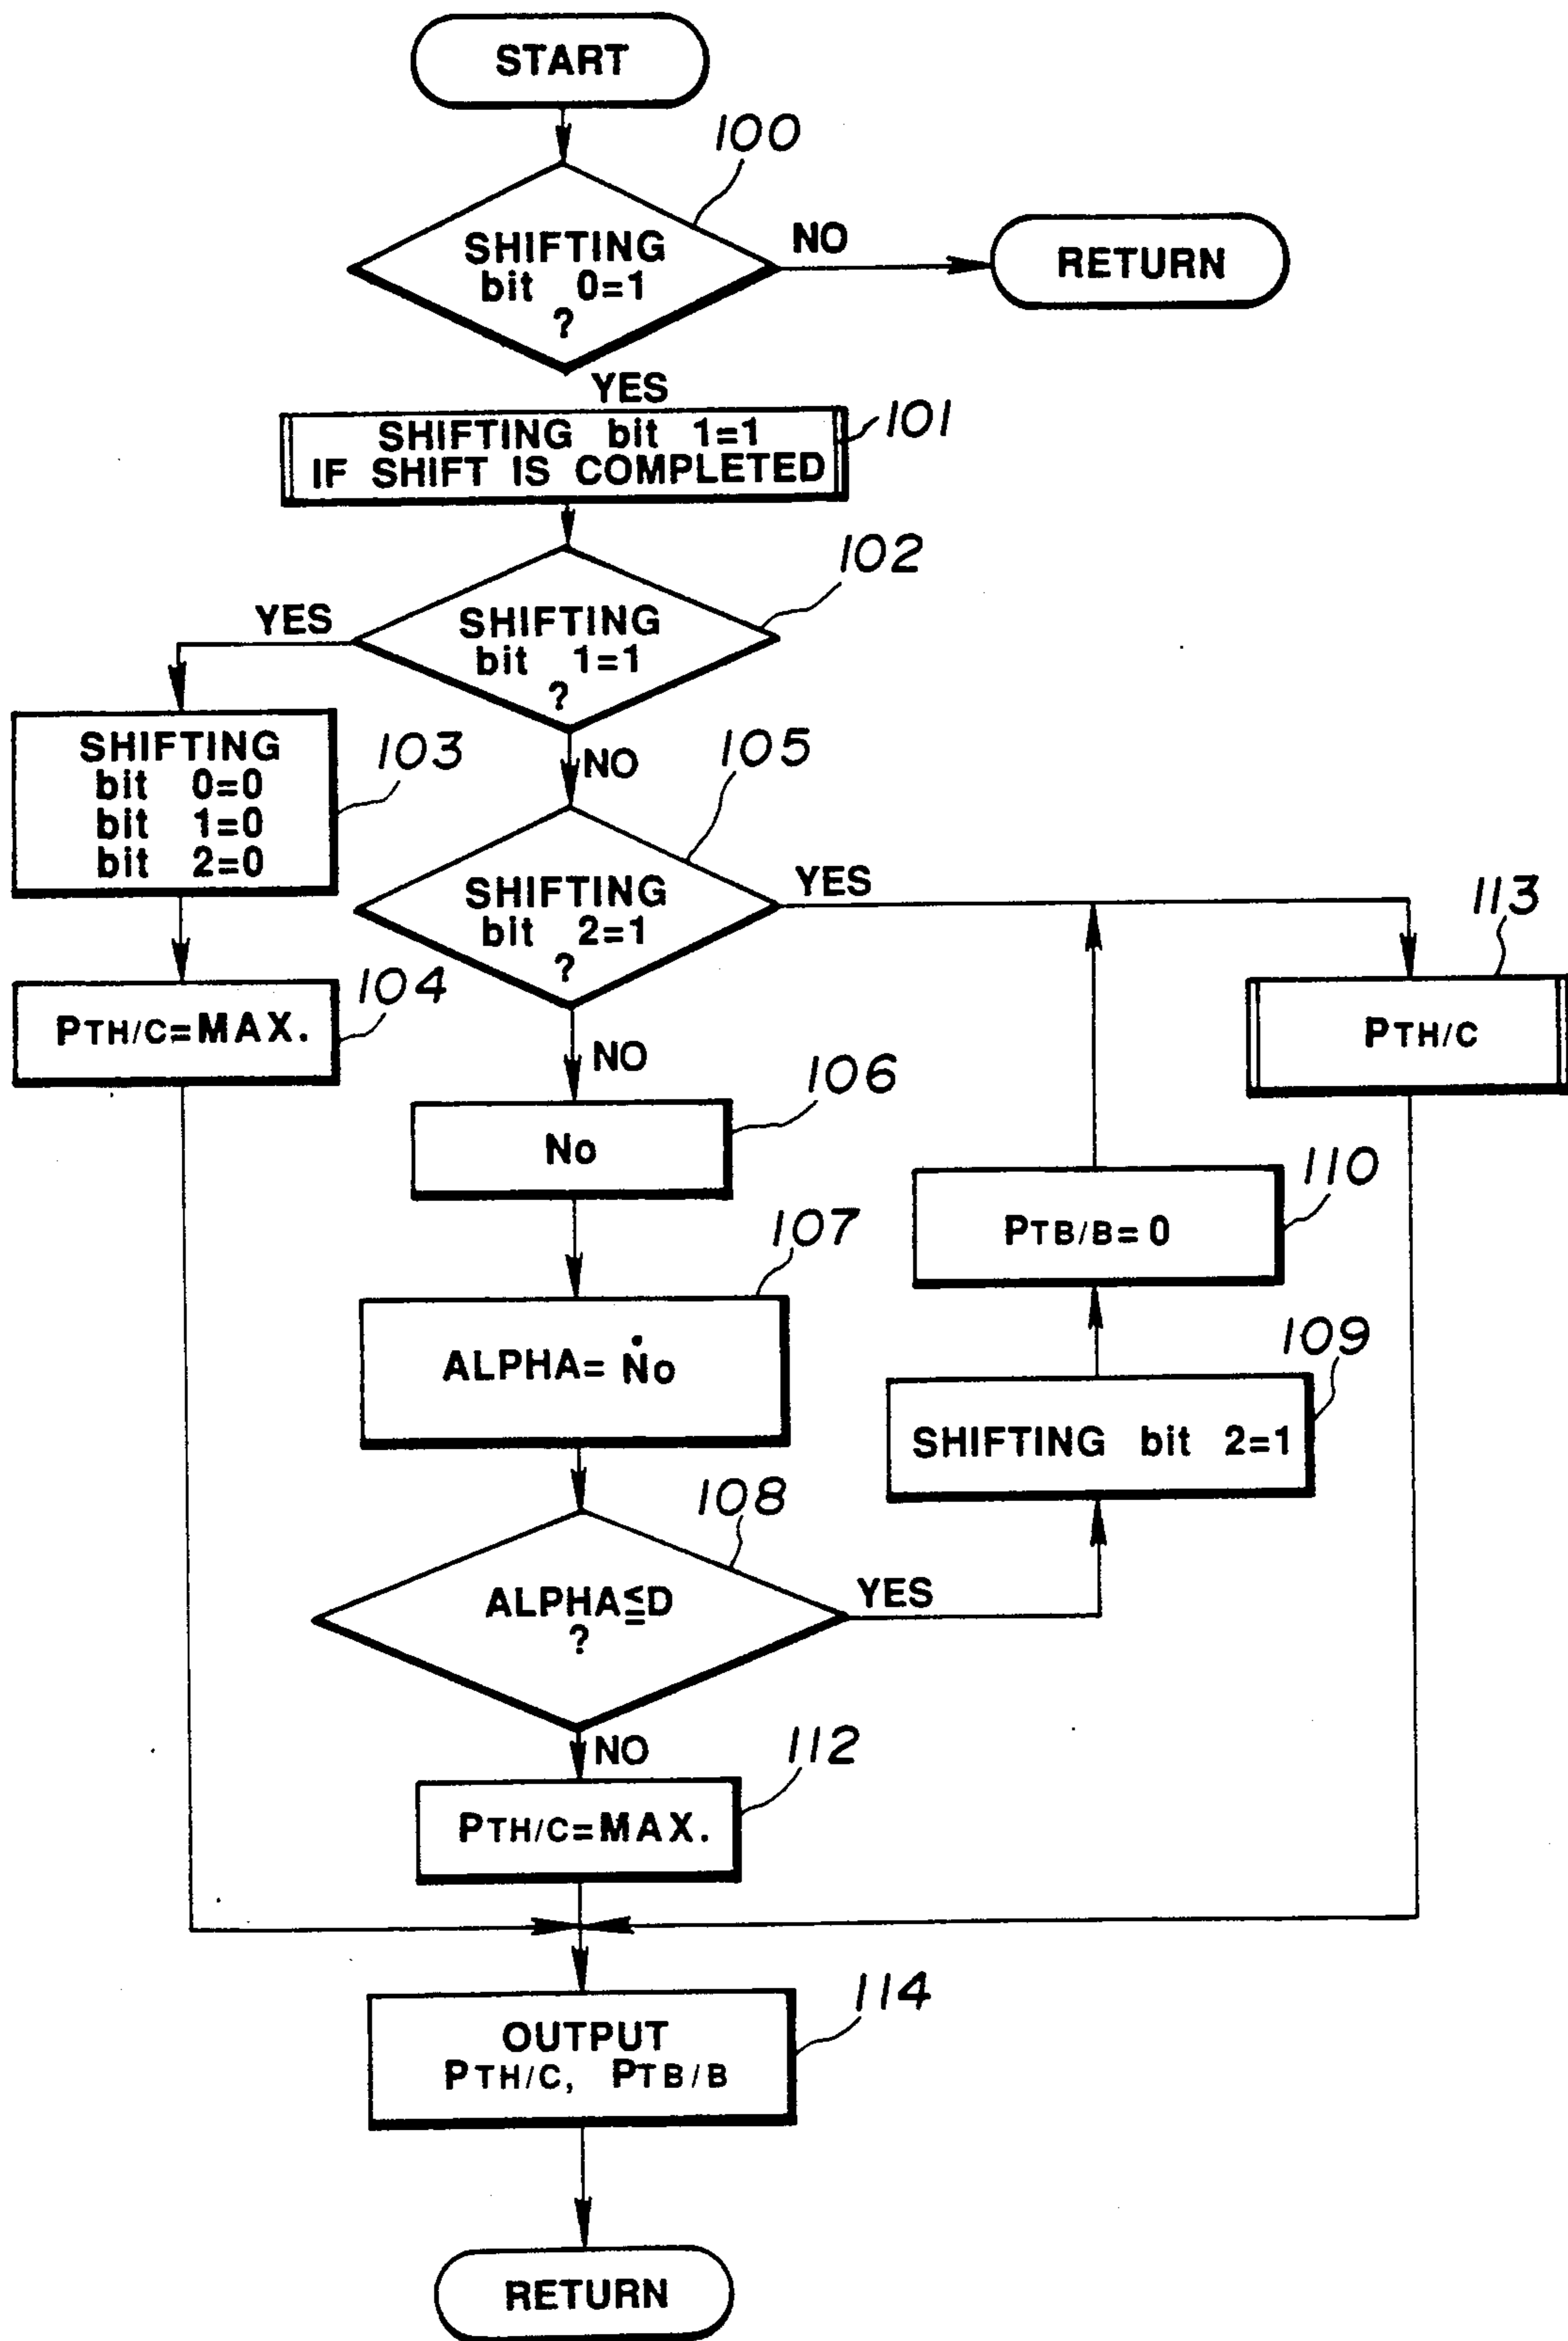 START
100
SHIFTING
bit 0=1
?
NO
RETURN
YES
SHIFTING bit 1=1
IF SHIFT IS COMPLETED
101
102
YES
SHIFTING
bit 1=1
?
NO
SHIFTING
bit 0=0
bit 1=0
bit 2=0
103
105
SHIFTING
bit 2=1
?
YES
113
PTH/C=MAX.
104
NO
PTH/C
No
106
PTB/B=0
110
107
ALPHA= Ṅo
109
SHIFTING bit 2=1
108
ALPHA≦D
?
YES
NO
112
PTH/C=MAX.
114
OUTPUT
PTH/C, PTB/B
RETURN